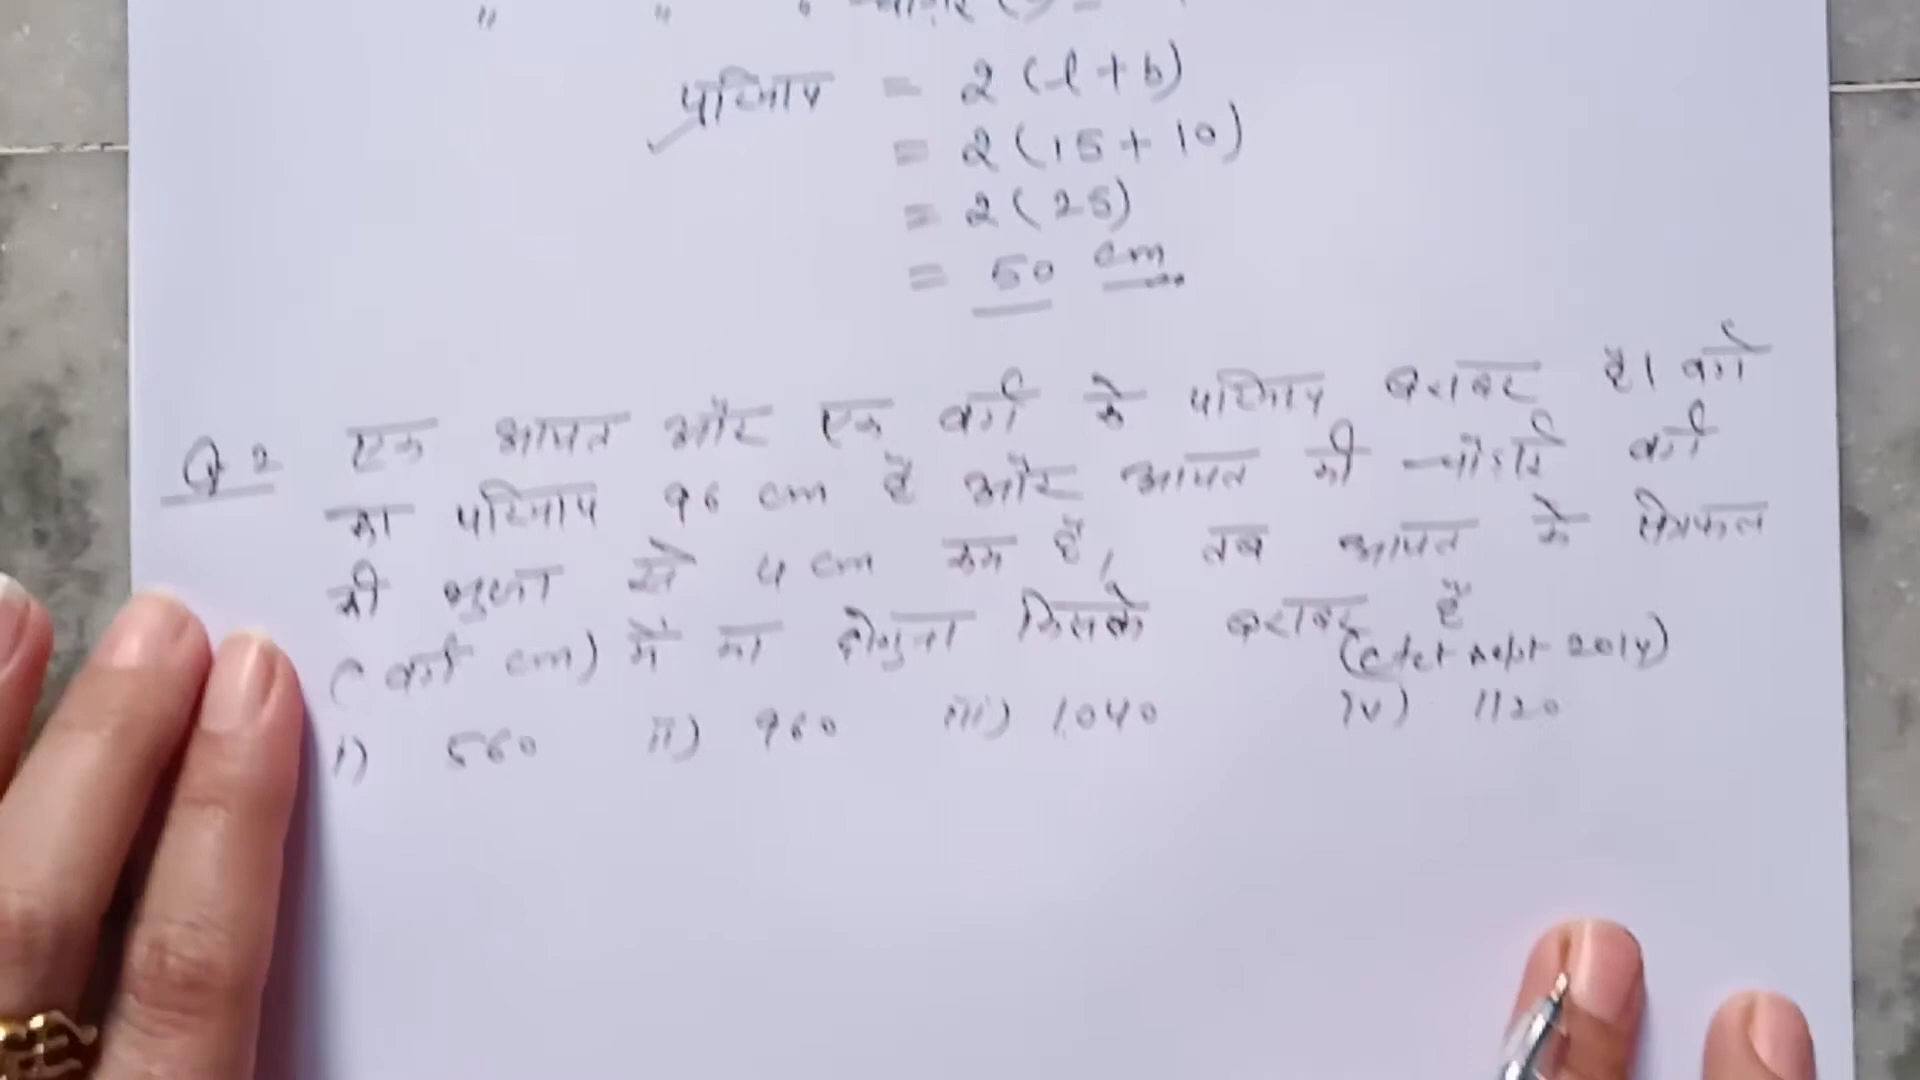 " "
परिमाप = 2 (l + b)
= 2 (15 + 10)
= 2 (25)
= 50 cm
Q 2 एक आयत और एक वर्ग के परिमाप बराबर है। वर्ग
का परिमाप 96 cm है और आयत की चौड़ाई वर्ग
की भुजा से 4 cm कम है, तब आयत के क्षेत्रफल
(वर्ग cm) में का दोगुना किसके बराबर है
(Ctet sept 2014)
i) 560 ii) 960 iii) 1040 iv) 1120